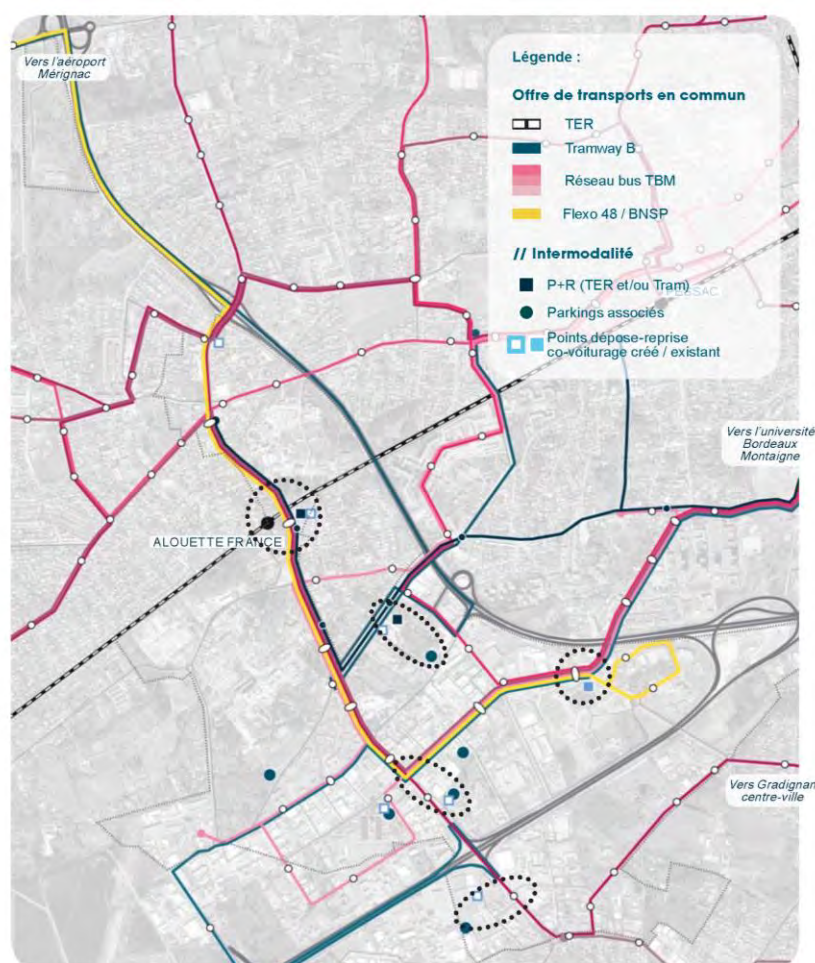 Vers l'aéroport
Mérignac
Légende :
Offre de transports en commun
TER
Tramway B
Réseau bus TBM
Flexo 48 / BNSP
// Intermodalité
P+R (TER et/ou Tram)
PESSAC
Parkings associés
Points dépose-reprise
co-voiturage créé / existant
Vers l'université
Bordeaux
Montaigne
ALOUETTE FRANCE
Vers Gradignan
centre-ville